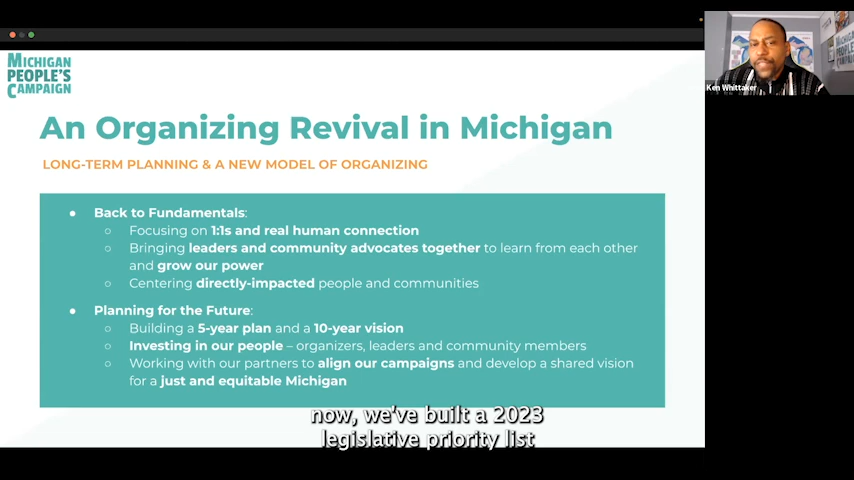 MICHIGAN
PEOPLE'S
CAMPAIGN
An Organizing Revival in Michigan
LONG-TERM PLANNING & A NEW MODEL OF ORGANIZING
● Back to Fundamentals:
○ Focusing on 1:1s and real human connection
○ Bringing leaders and community advocates together to learn from each other
and grow our power
○ Centering directly-impacted people and communities
● Planning for the Future:
○ Building a 5-year plan and a 10-year vision
○ Investing in our people – organizers, leaders and community members
○ Working with our partners to align our campaigns and develop a shared vision
for a just and equitable Michigan
now, we've built a 2023
legislative priority list
Ken Whittaker
MICHIGAN
PEOPLE'S
CAMPAIGN